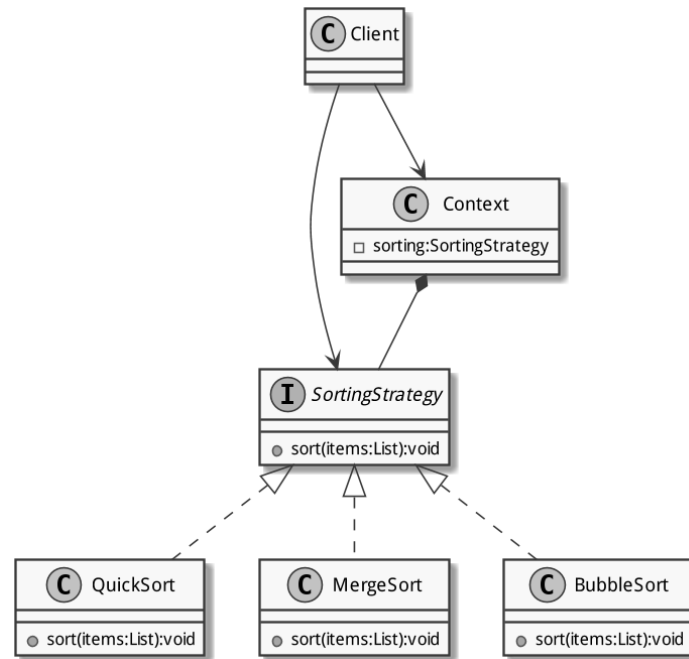 C Client
C Context
sorting:SortingStrategy
I SortingStrategy
sort(items:List):void
C QuickSort
sort(items:List):void
C MergeSort
sort(items:List):void
C BubbleSort
sort(items:List):void